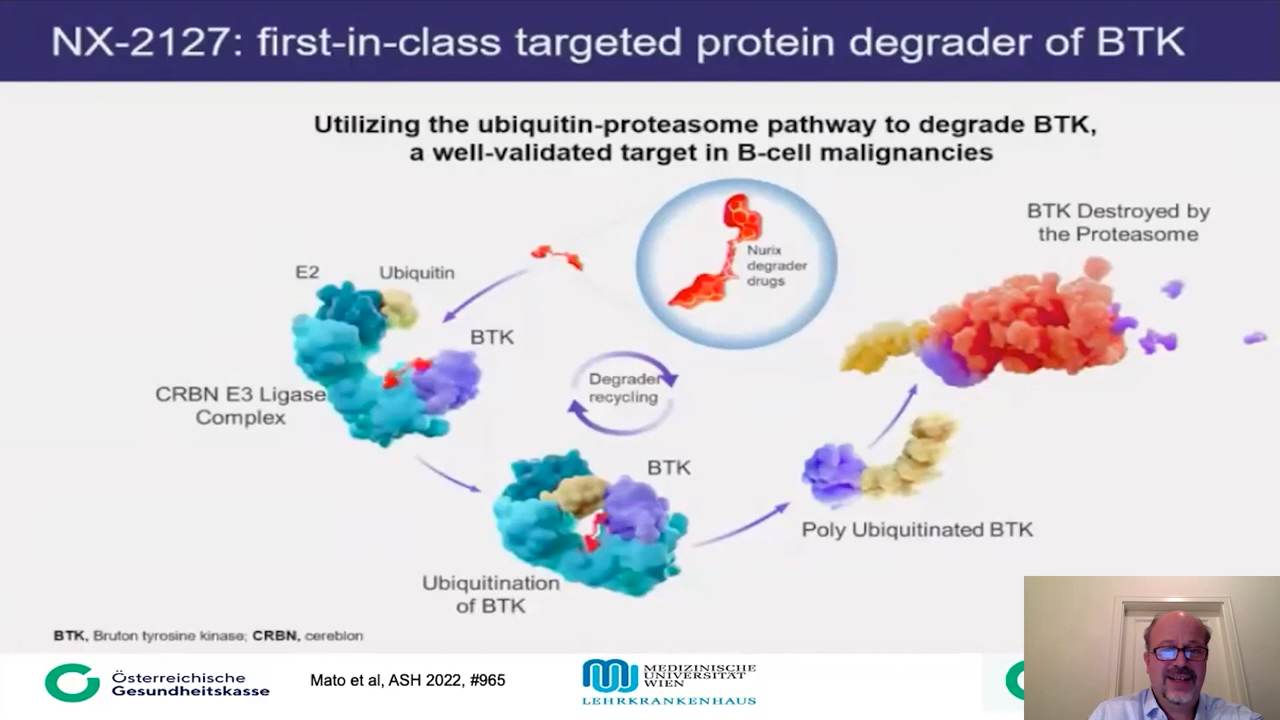 NX-2127: first-in-class targeted protein degrader of BTK
Utilizing the ubiquitin-proteasome pathway to degrade BTK,
a well-validated target in B-cell malignancies
BTK Destroyed by
the Proteasome
Nurix
degrader
drugs
E2
Ubiquitin
BTK
CRBN E3 Ligase
Complex
Degrader
recycling
BTK
Ubiquitination
of BTK
Poly Ubiquitinated BTK
BTK, Bruton tyrosine kinase; CRBN, cereblon
Österreichische
Gesundheitskasse
Mato et al, ASH 2022, #965
MEDIZINISCHE
UNIVERSITÄT
WIEN
LEHRKRANKENHAUS